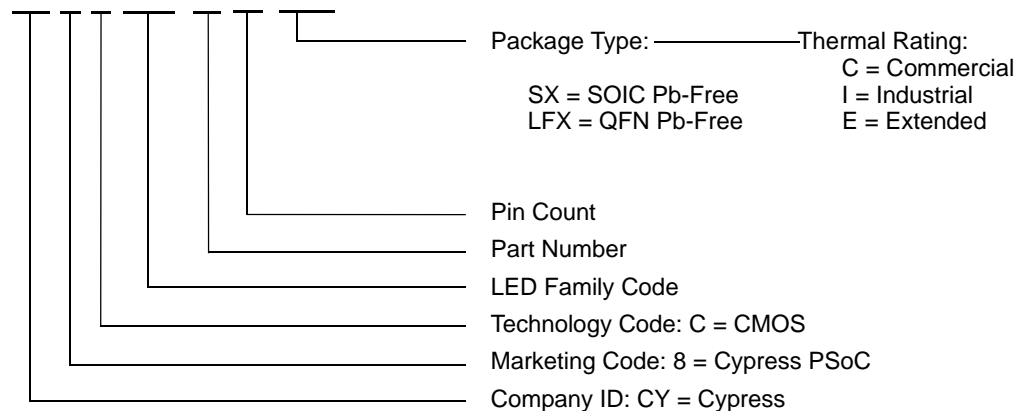 Package Type: Thermal Rating:
C = Commercial
SX = SOIC Pb-Free I = Industrial
LFX = QFN Pb-Free E = Extended
Pin Count
Part Number
LED Family Code
Technology Code: C = CMOS
Marketing Code: 8 = Cypress PSoC
Company ID: CY = Cypress